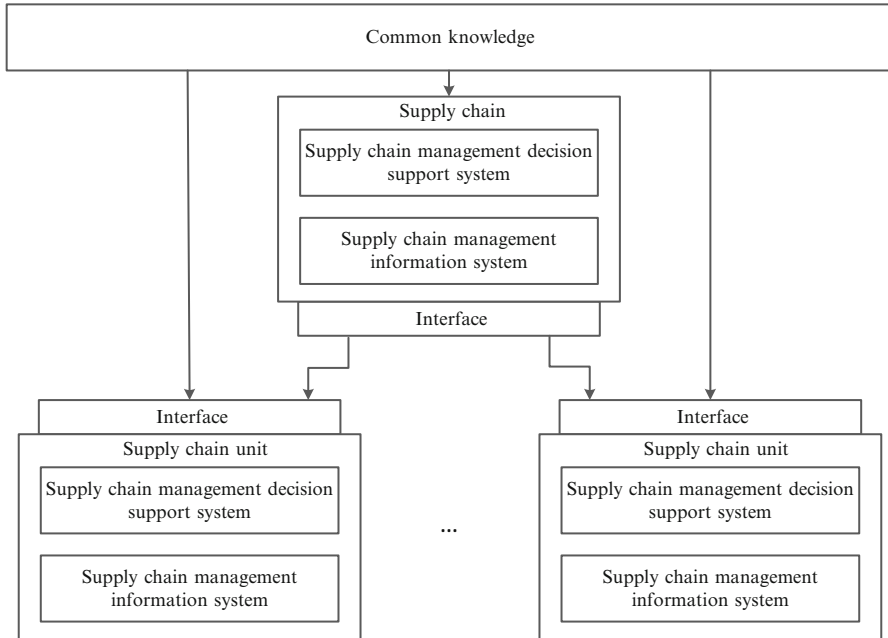 Common knowledge
Supply chain
Supply chain management decision
support system
Supply chain management
information system
Interface
Interface
Supply chain unit
Supply chain management decision
support system
Supply chain management
information system
...
Interface
Supply chain unit
Supply chain management decision
support system
Supply chain management
information system